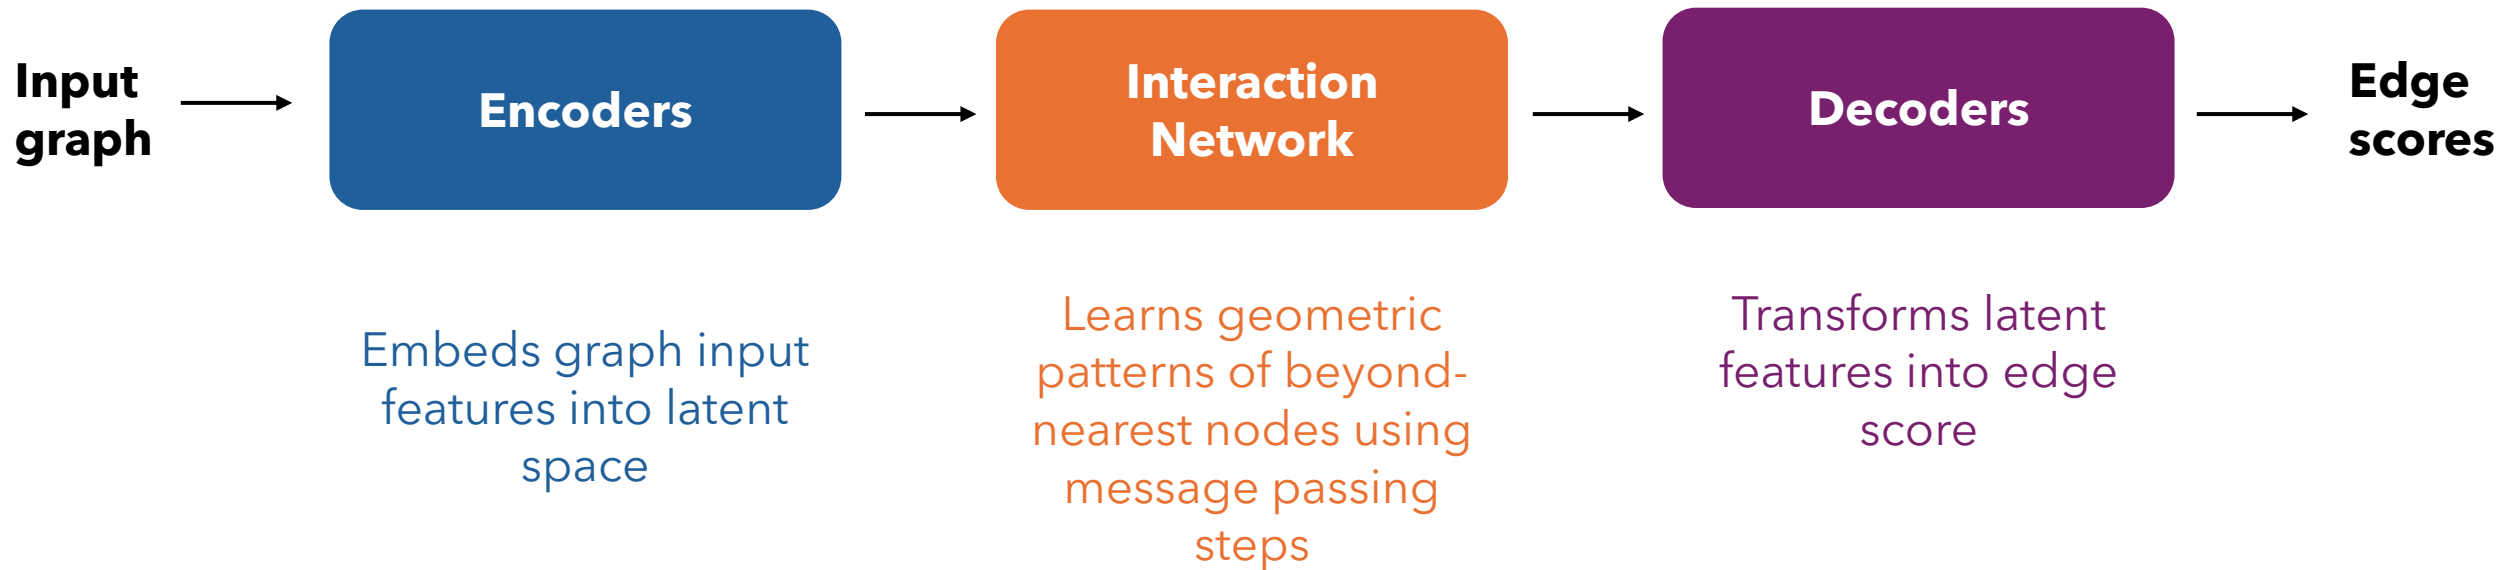 Input
graph
Encoders
Interaction
Network
Decoders
Edge
scores
Embeds graph input
features into latent
space
Learns geometric
patterns of beyond-
nearest nodes using
message passing
steps
Transforms latent
features into edge
score